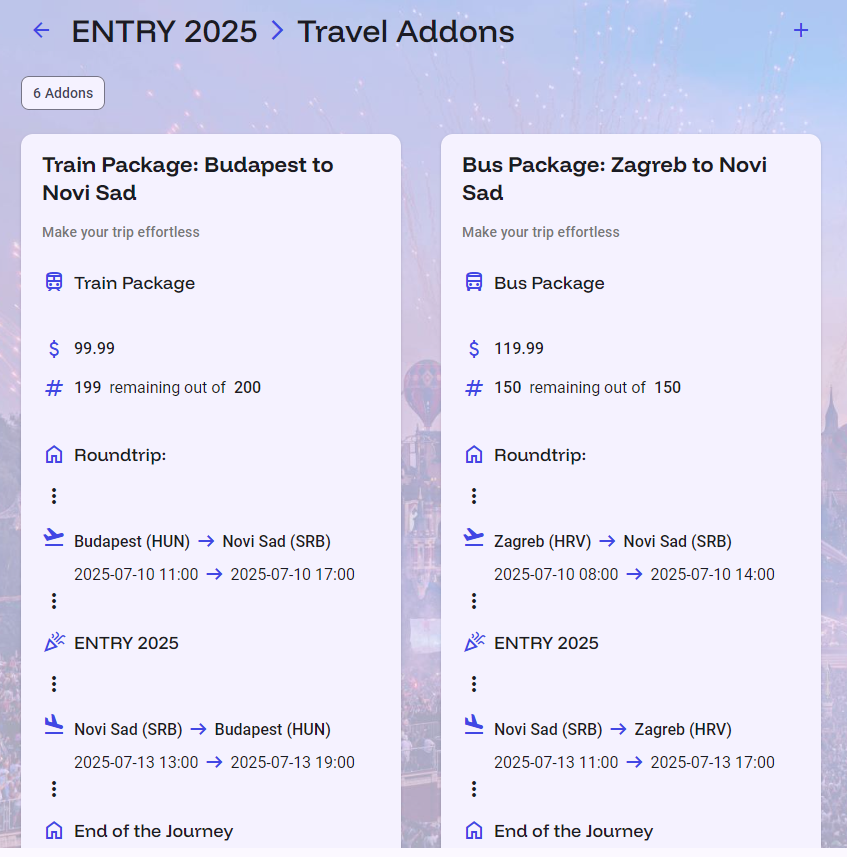 ENTRY 2025 > Travel Addons
6 Addons
Train Package: Budapest to
Novi Sad
Make your trip effortless
Train Package
$ 99.99
# 199 remaining out of 200
Roundtrip:
Budapest (HUN) → Novi Sad (SRB)
2025-07-10 11:00 → 2025-07-10 17:00
ENTRY 2025
Novi Sad (SRB) → Budapest (HUN)
2025-07-13 13:00 → 2025-07-13 19:00
End of the Journey
Bus Package: Zagreb to Novi
Sad
Make your trip effortless
Bus Package
$ 119.99
# 150 remaining out of 150
Roundtrip:
Zagreb (HRV) → Novi Sad (SRB)
2025-07-10 08:00 → 2025-07-10 14:00
ENTRY 2025
Novi Sad (SRB) → Zagreb (HRV)
2025-07-13 11:00 → 2025-07-13 17:00
End of the Journey